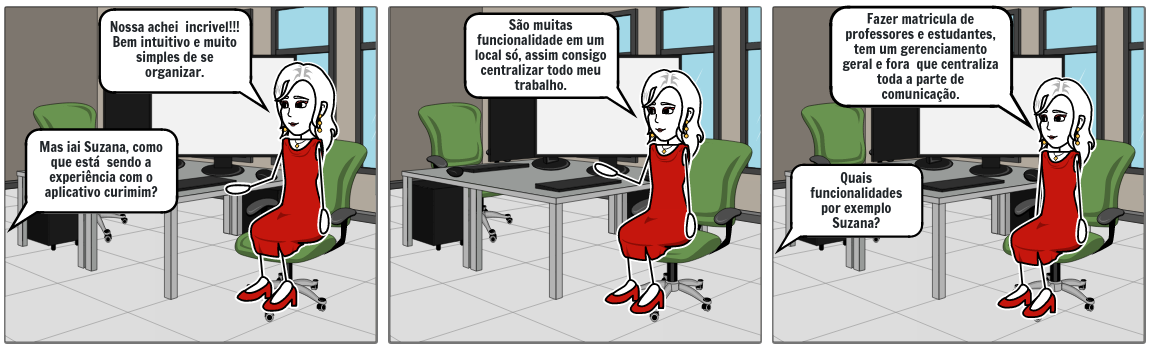 Nossa achei  incrivel!!!
Bem intuitivo e muito
simples de se
organizar.
Mas iai Suzana, como
que está  sendo a
experiência com o
aplicativo curimim?
São muitas
funcionalidade em um
local só, assim consigo
centralizar todo meu
trabalho.
Fazer matricula de
professores e estudantes,
tem um gerenciamento
geral e fora  que centraliza
toda a parte de
comunicação.
Quais
funcionalidades
por exemplo
Suzana?